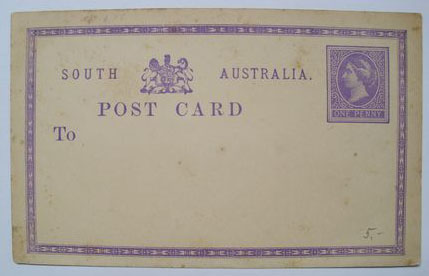 SOUTH AUSTRALIA.
POST CARD
To
ONE PENNY
5.-